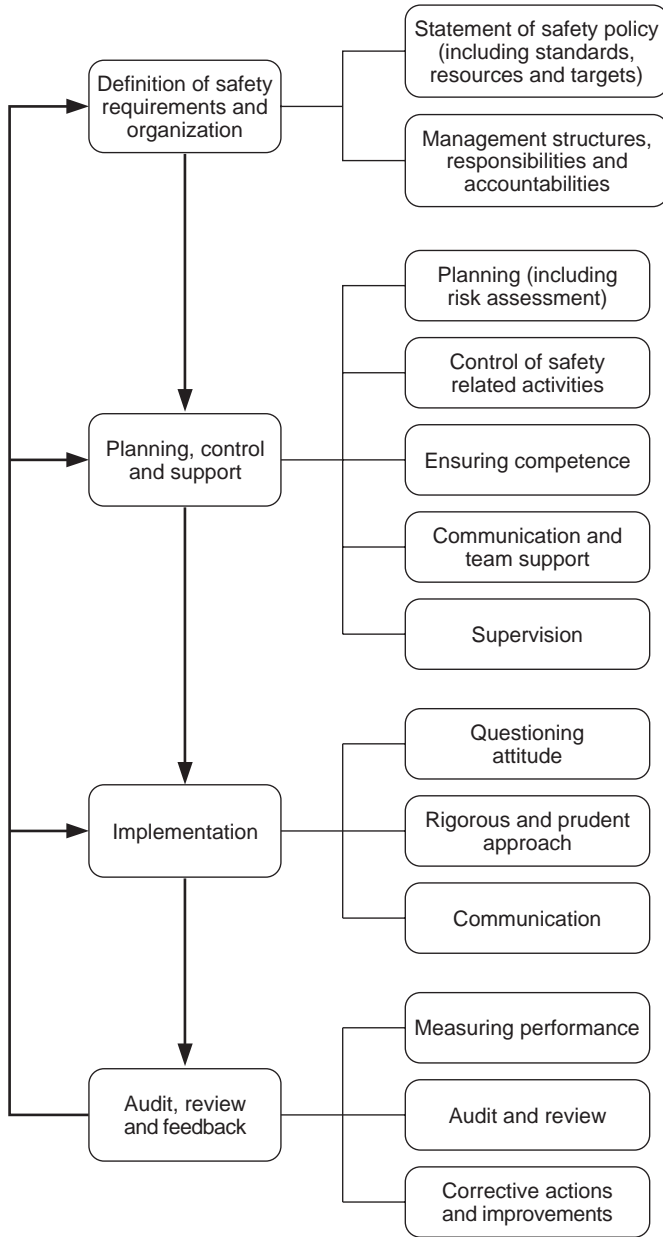 Statement of safety policy
(including standards,
resources and targets)
Definition of safety
requirements and
organization
Management structures,
responsibilities and
accountabilities
Planning (including
risk assessment)
Control of safety
related activities
Planning, control
and support
Ensuring competence
Communication and
team support
Supervision
Questioning
attitude
Implementation
Rigorous and prudent
approach
Communication
Measuring performance
Audit, review
and feedback
Audit and review
Corrective actions
and improvements